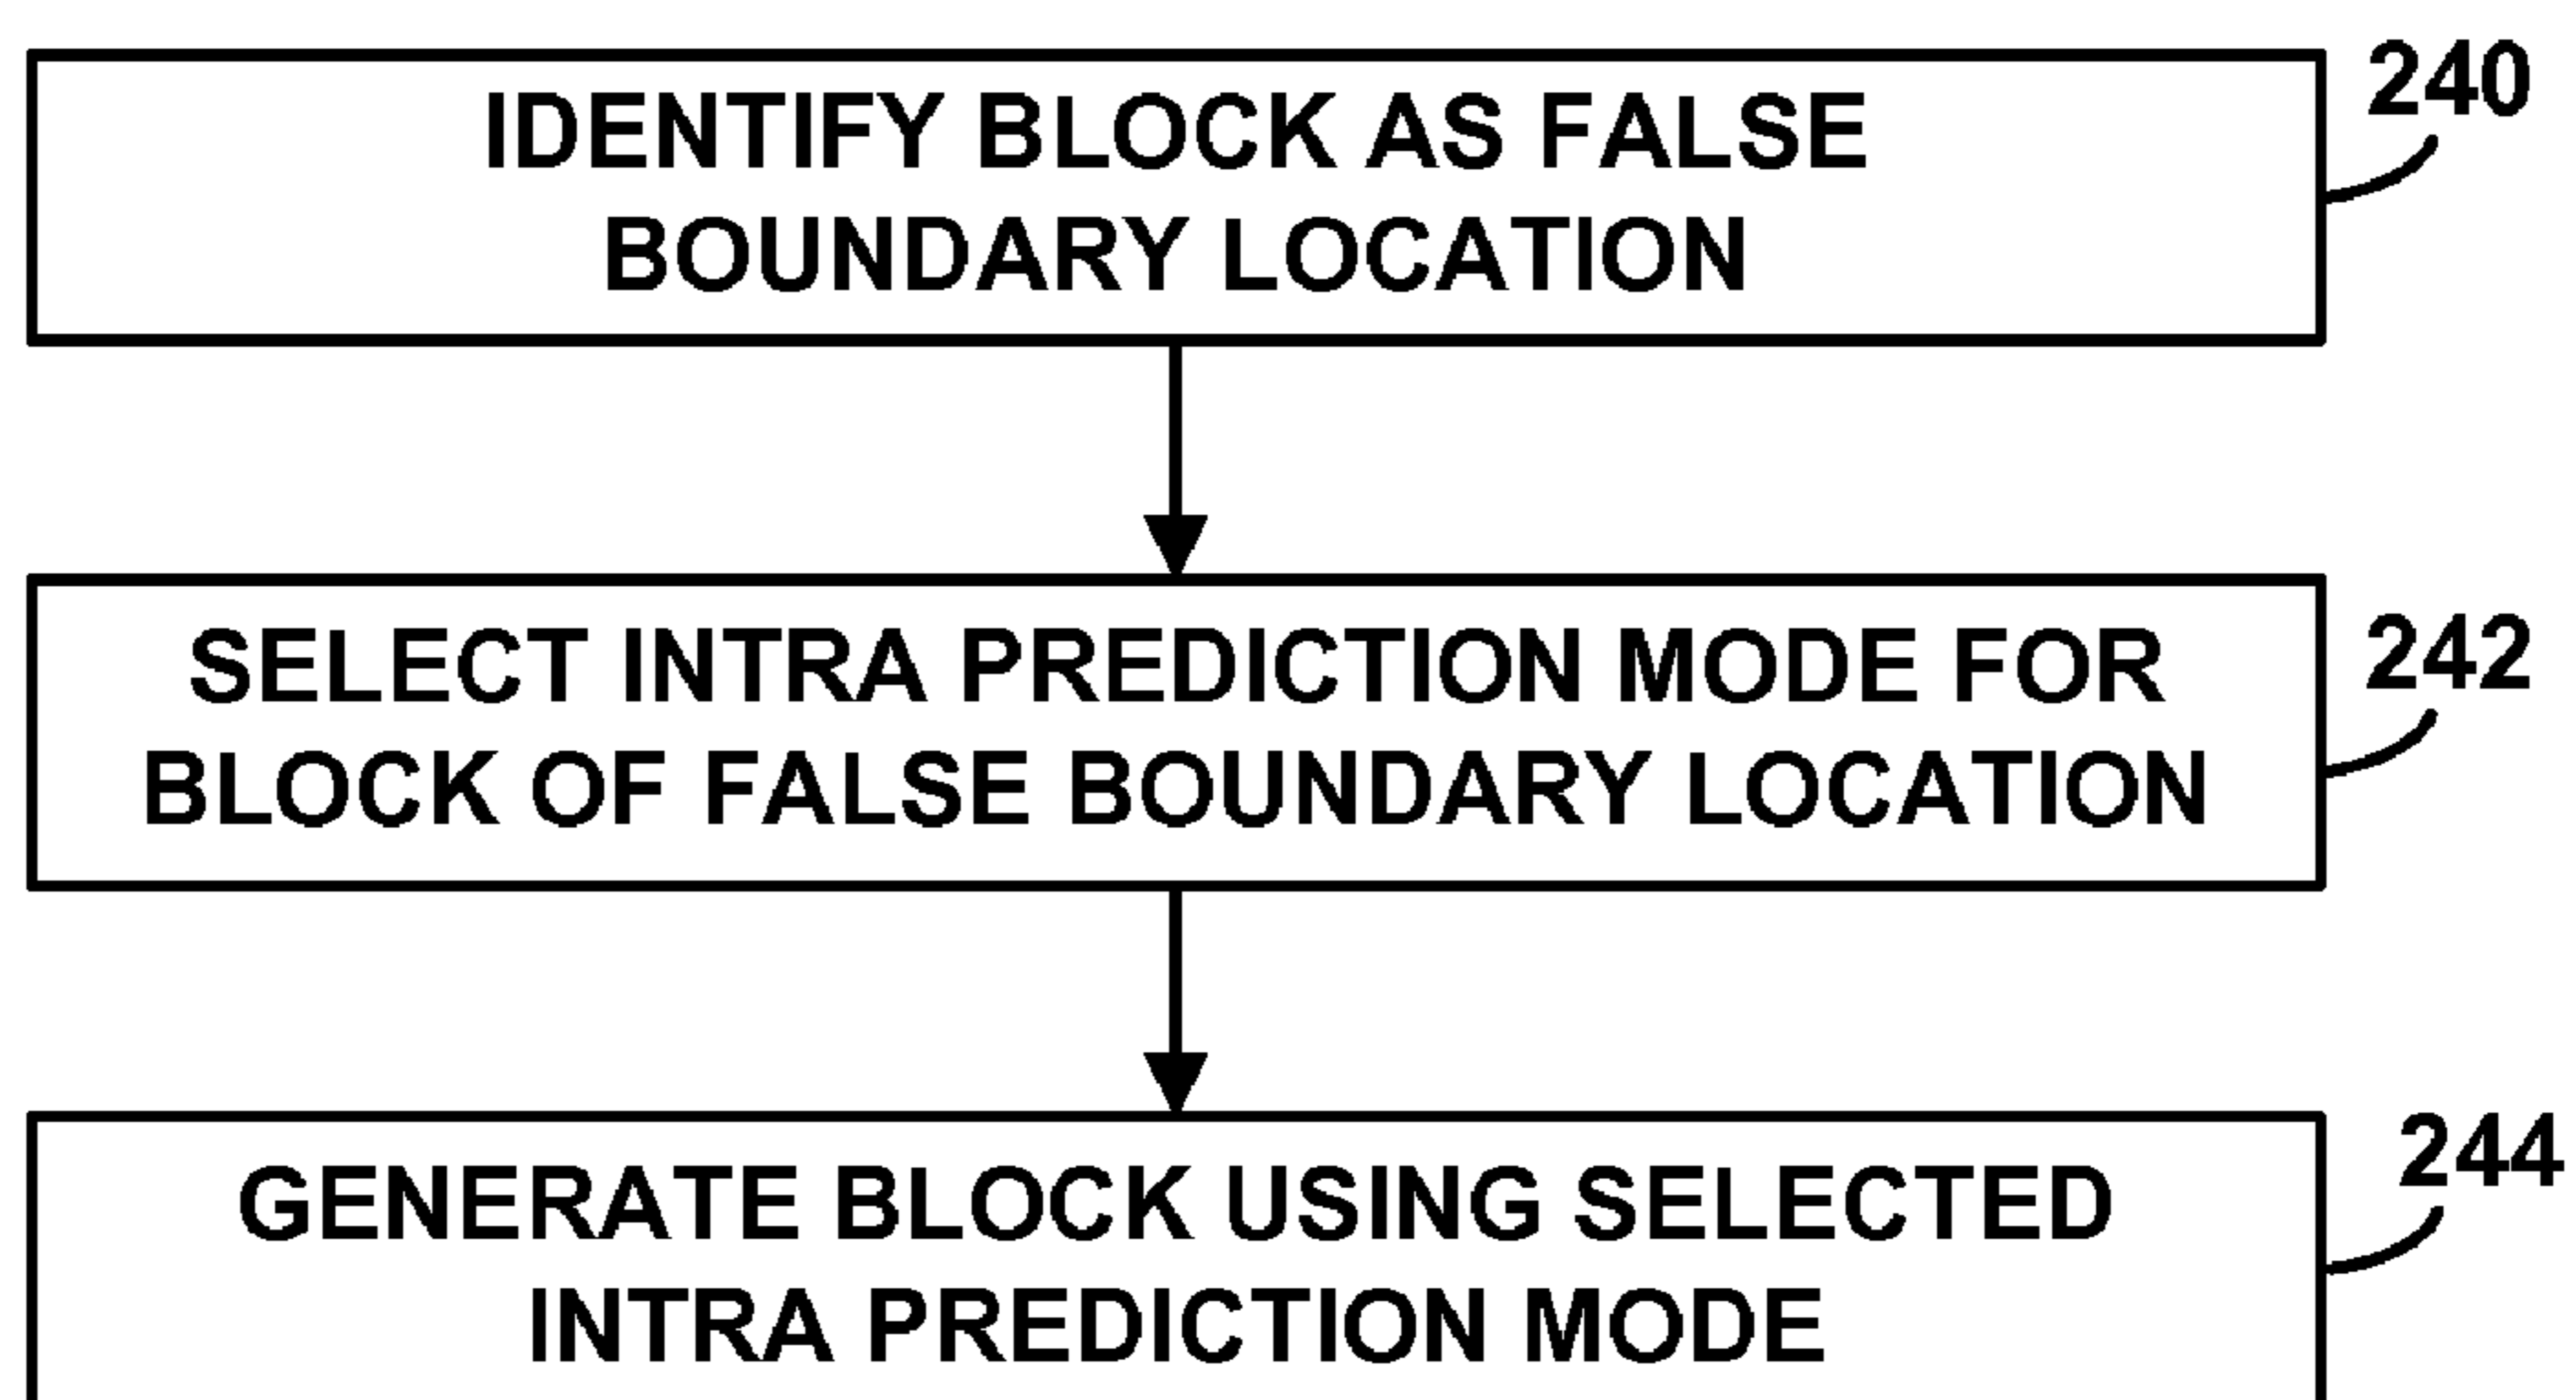 IDENTIFY BLOCK AS FALSE
BOUNDARY LOCATION
240
SELECT INTRA PREDICTION MODE FOR
BLOCK OF FALSE BOUNDARY LOCATION
242
GENERATE BLOCK USING SELECTED
INTRA PREDICTION MODE
244